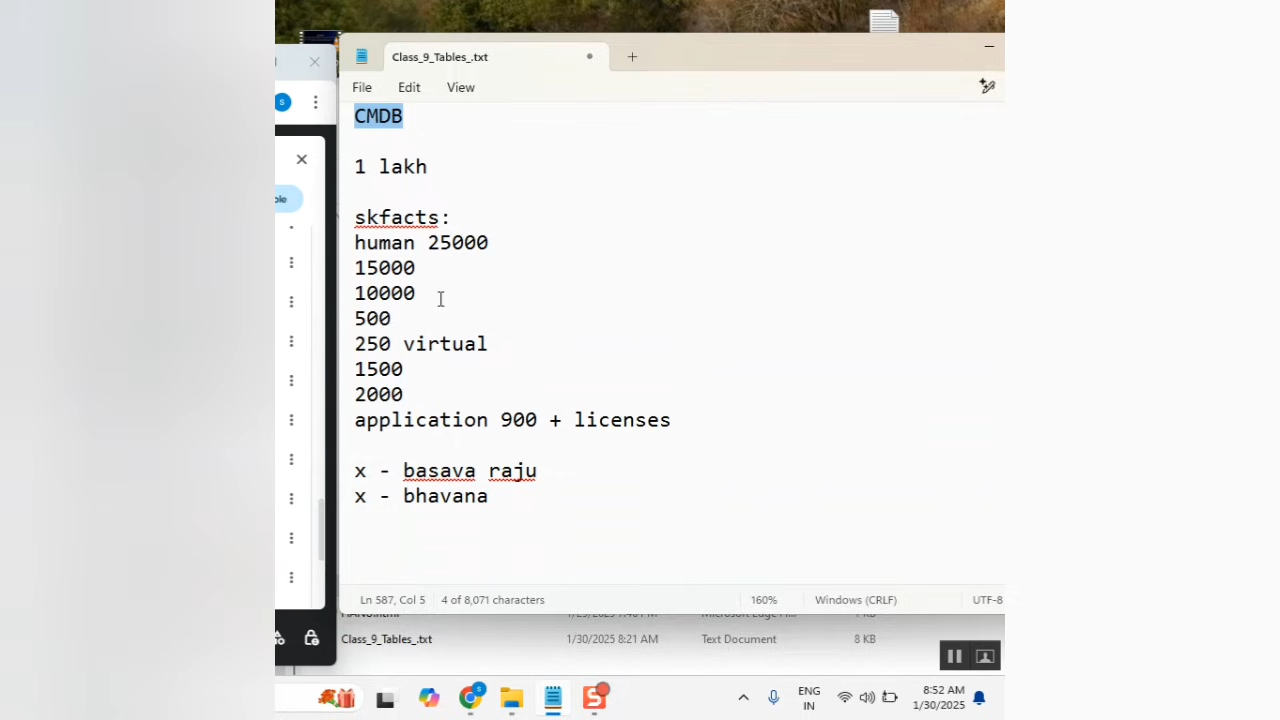 Class_9_Tables_.txt
File Edit View
CMDB
1 lakh
skfacts:
human 25000
15000
10000
500
250 virtual
1500
2000
application 900 + licenses
x - basava raju
x - bhavana
Ln 587, Col 5 4 of 8,071 characters 160% Windows (CRLF) UTF-8
Class_9_Tables_.txt 1/30/2025 8:21 AM Text Document 8 KB
ENG
IN
8:52 AM
1/30/2025